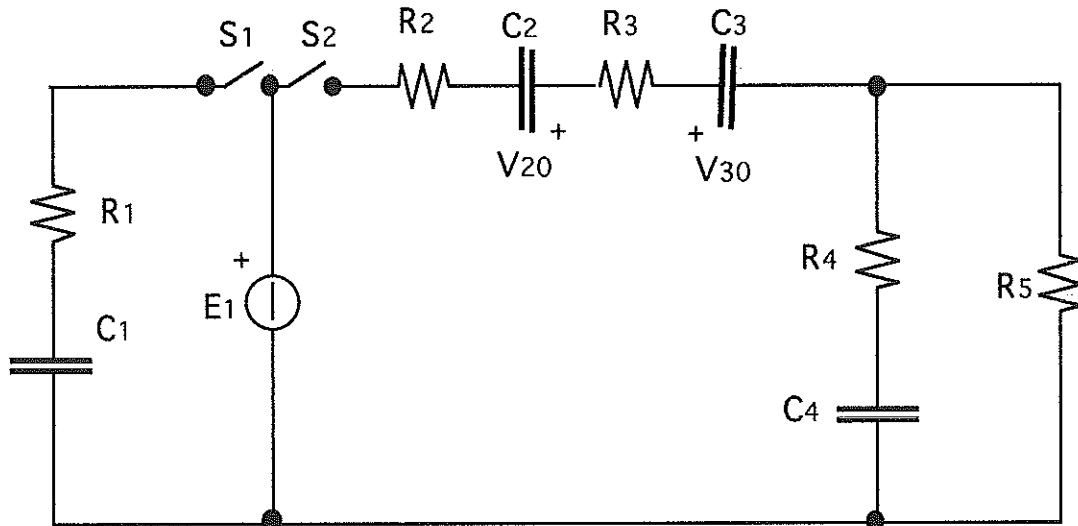 S1 S2 R2 C2 R3 C3
+ +
V20 V30
R1
R4
+
R5
E1
C1
C4